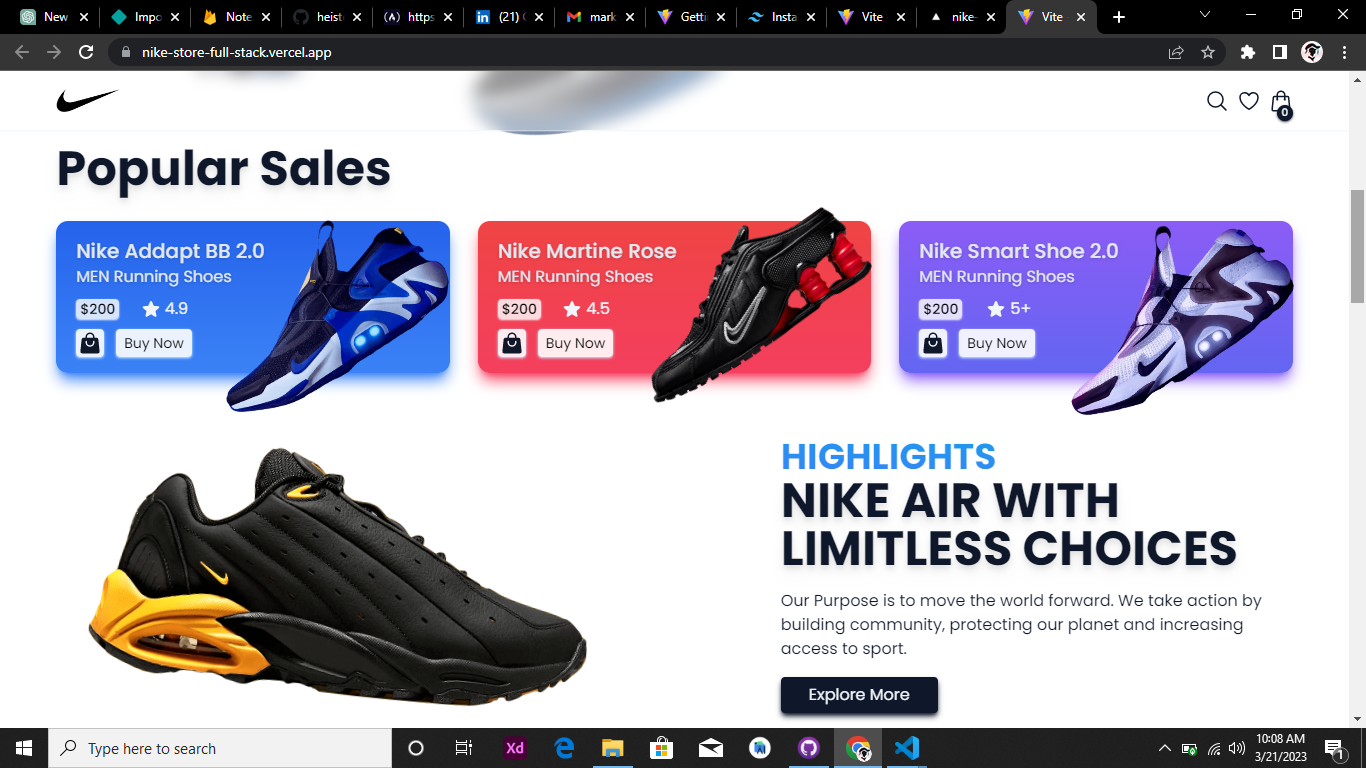 New
Impo
Note
heist
https
(21)
mark
Getti
Insta
Vite
nike-
Vite
nike-store-full-stack.vercel.app
0
Popular Sales
Nike Addapt BB 2.0
MEN Running Shoes
$200 4.9
Buy Now
Nike Martine Rose
MEN Running Shoes
$200 4.5
Buy Now
Nike Smart Shoe 2.0
MEN Running Shoes
$200 5+
Buy Now
HIGHLIGHTS
NIKE AIR WITH
LIMITLESS CHOICES
Our Purpose is to move the world forward. We take action by
building community, protecting our planet and increasing
access to sport.
Explore More
Type here to search
Xd
10:08 AM
3/21/2023
1